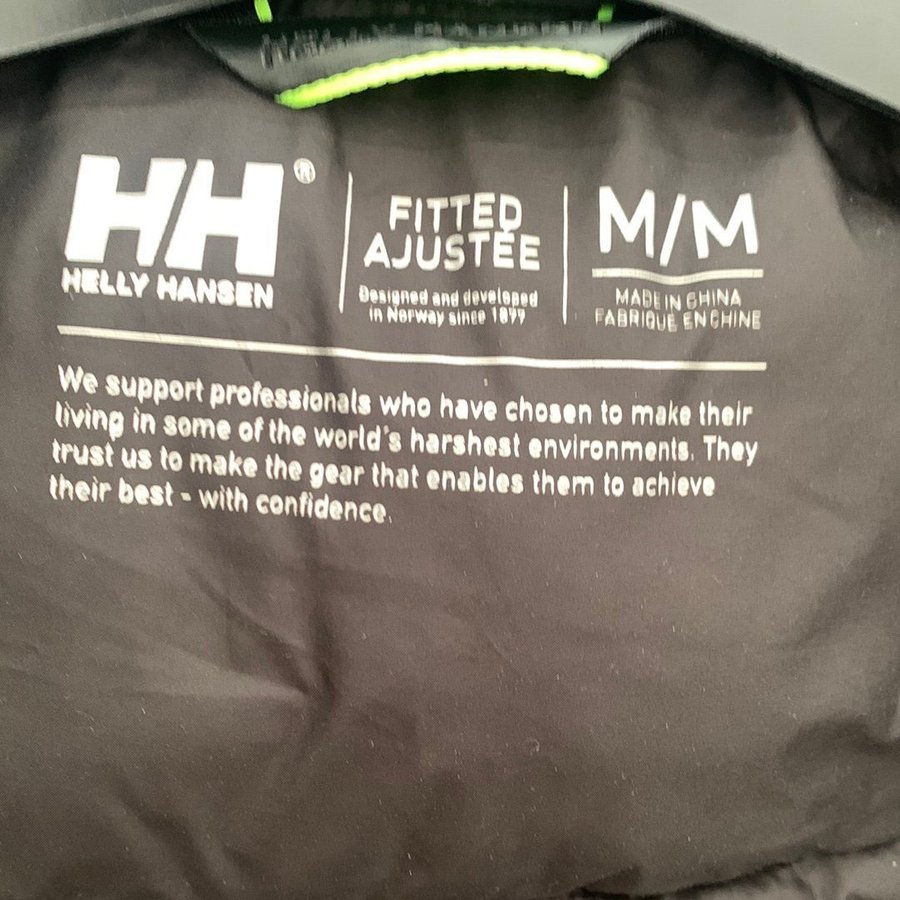 HELLY HANSEN
HH®
HELLY HANSEN
FITTED
AJUSTÉE
Designed and developed
in Norway since 1877
M/M
MADE IN CHINA
FABRIQUÉ EN CHINE
We support professionals who have chosen to make their
living in some of the world's harshest environments. They
trust us to make the gear that enables them to achieve
their best - with confidence.